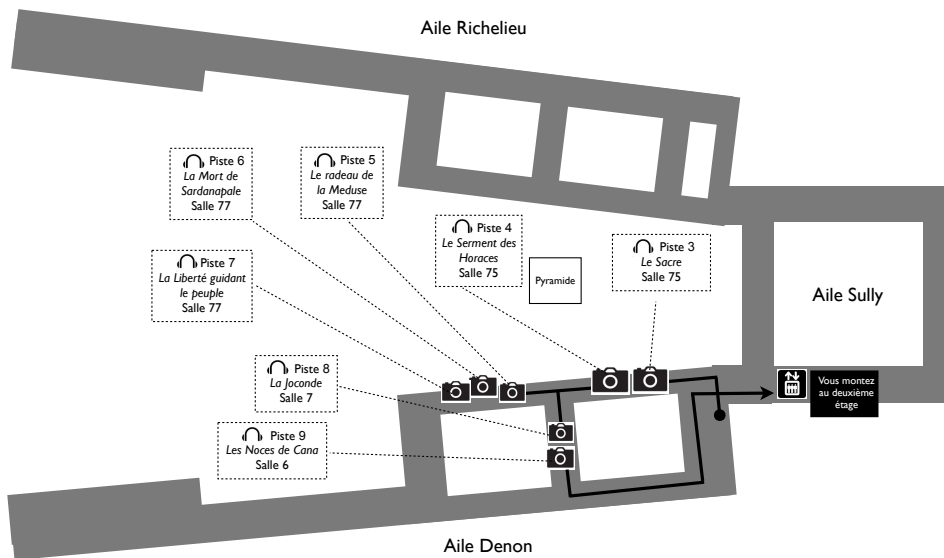 Aile Richelieu
Piste 6
La Mort de
Sardanapale
Salle 77
Piste 5
Le radeau de
la Meduse
Salle 77
Piste 4
Le Serment des
Horaces
Salle 75
Piste 3
Le Sacre
Salle 75
Piste 7
La Liberté guidant
le peuple
Salle 77
Pyramide
Aile Sully
Piste 8
La Joconde
Salle 7
Vous montez
au deuxième
étage
Piste 9
Les Noces de Cana
Salle 6
Aile Denon